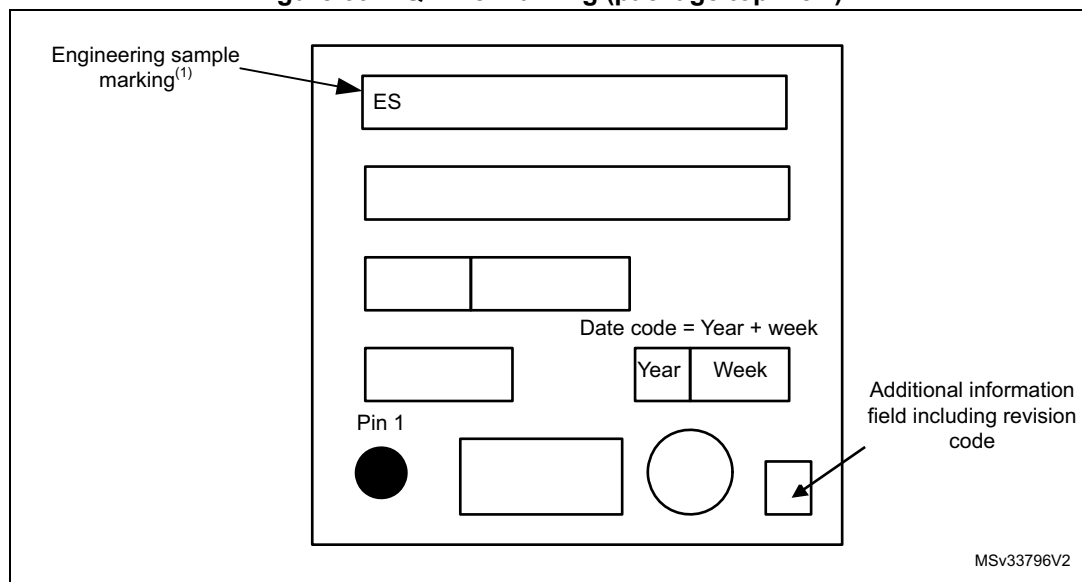 Engineering sample
marking(1)
ES
Date code = Year + week
Year Week
Additional information
field including revision
code
Pin 1
MSv33796V2